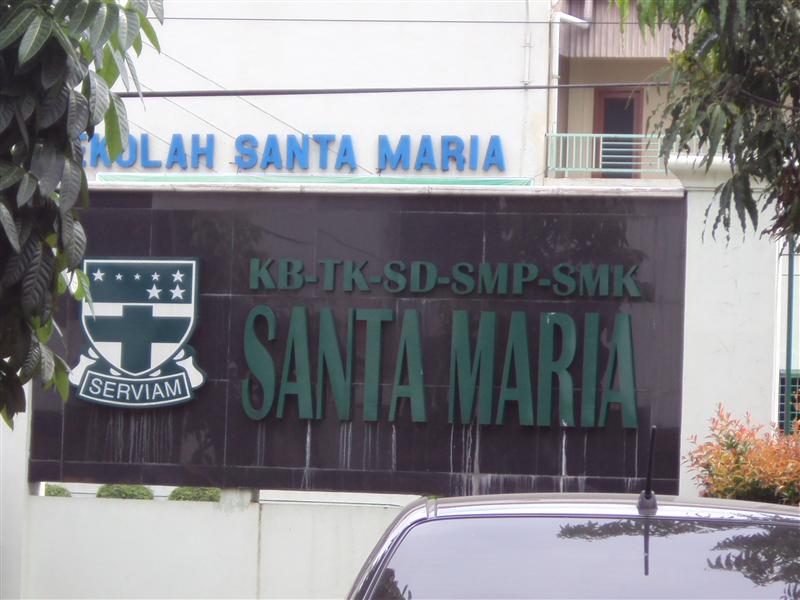 EKOLAH SANTA MARIA
KB-TK-SD-SMP-SMK
SANTA MARIA
SERVIAM